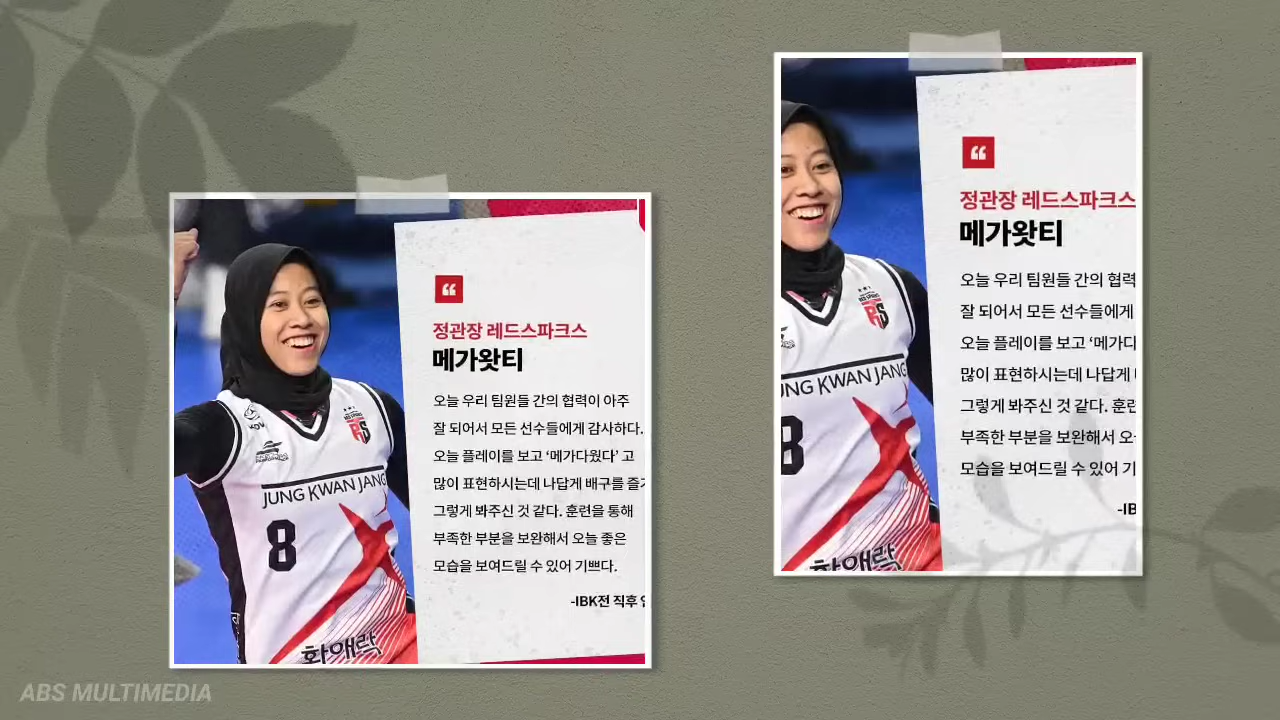 “
정관장 레드스파크스
메가왓티
오늘 우리 팀원들 간의 협력이 아주
잘 되어서 모든 선수들에게 감사하다.
오늘 플레이를 보고 ‘메가다웠다’ 고
많이 표현하시는데 나답게 배구를
그렇게 봐주신 것 같다. 훈련을 통해
부족한 부분을 보완해서 오늘 좋은
모습을 보여드릴 수 있어 기쁘다.
-IBK전 직후
JUNG KWAN JANG
8
화애락
“
정관장 레드스파크스
메가왓티
오늘 우리 팀원들 간의 협력
잘 되어서 모든 선수들에게
오늘 플레이를 보고 ‘메가다
많이 표현하시는데 나답게
그렇게 봐주신 것 같다. 훈련
부족한 부분을 보완해서
모습을 보여드릴 수 있어
-IB
UNG KWAN JANG
8
화애락
ABS MULTIMEDIA